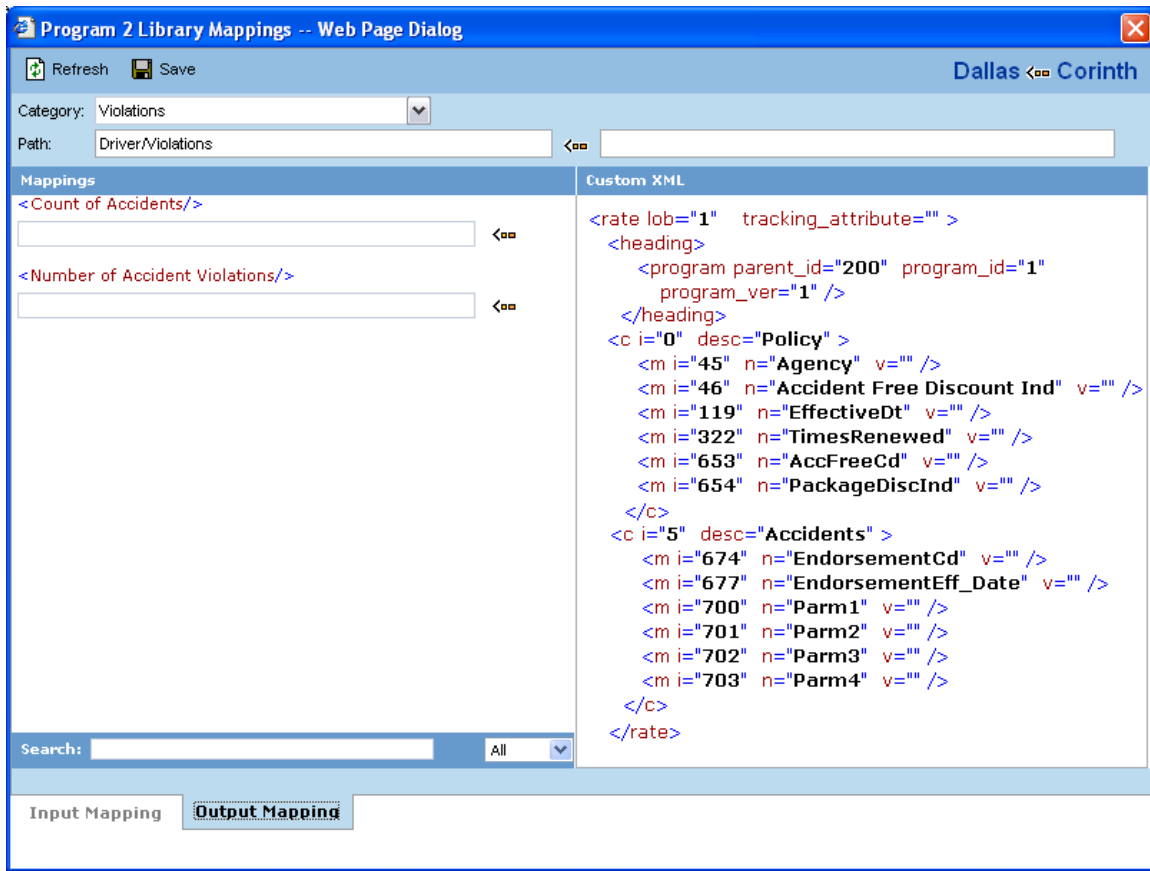 Program 2 Library Mappings -- Web Page Dialog
Refresh Save Dallas Corinth
Category: Violations
Path: Driver/Violations
Mappings
<Count of Accidents/>
<Number of Accident Violations/>
Search: All
Custom XML
<rate lob="1" tracking_attribute="" >
<heading>
<program parent_id="200" program_id="1"
program_ver="1" />
</heading>
<c i="0" desc="Policy" >
<m i="45" n="Agency" v="" />
<m i="46" n="Accident Free Discount Ind" v="" />
<m i="119" n="EffectiveDt" v="" />
<m i="322" n="TimesRenewed" v="" />
<m i="653" n="AccFreeCd" v="" />
<m i="654" n="PackageDiscInd" v="" />
</c>
<c i="5" desc="Accidents" >
<m i="674" n="EndorsementCd" v="" />
<m i="677" n="EndorsementEff_Date" v="" />
<m i="700" n="Parm1" v="" />
<m i="701" n="Parm2" v="" />
<m i="702" n="Parm3" v="" />
<m i="703" n="Parm4" v="" />
</c>
</rate>
Input Mapping Output Mapping